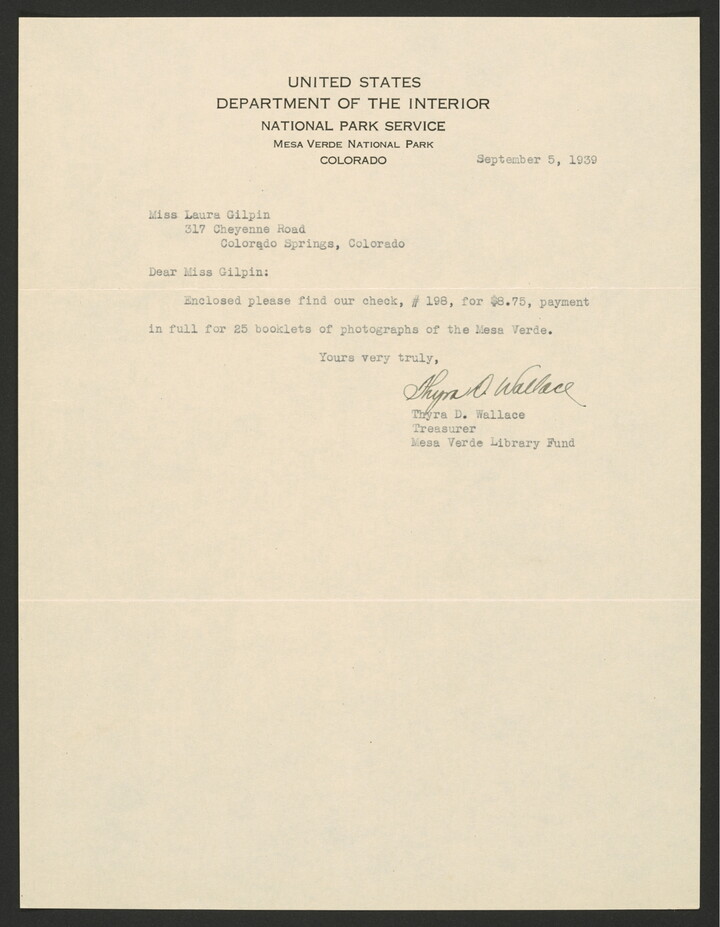 UNITED STATES
DEPARTMENT OF THE INTERIOR
NATIONAL PARK SERVICE
MESA VERDE NATIONAL PARK
COLORADO
September 5, 1939
Miss Laura Gilpin
317 Cheyenne Road
Colorado Springs, Colorado
Dear Miss Gilpin:
Enclosed please find our check, # 198, for $8.75, payment
in full for 25 booklets of photographs of the Mesa Verde.
Yours very truly,
Thyra D. Wallace
Thyra D. Wallace
Treasurer
Mesa Verde Library Fund